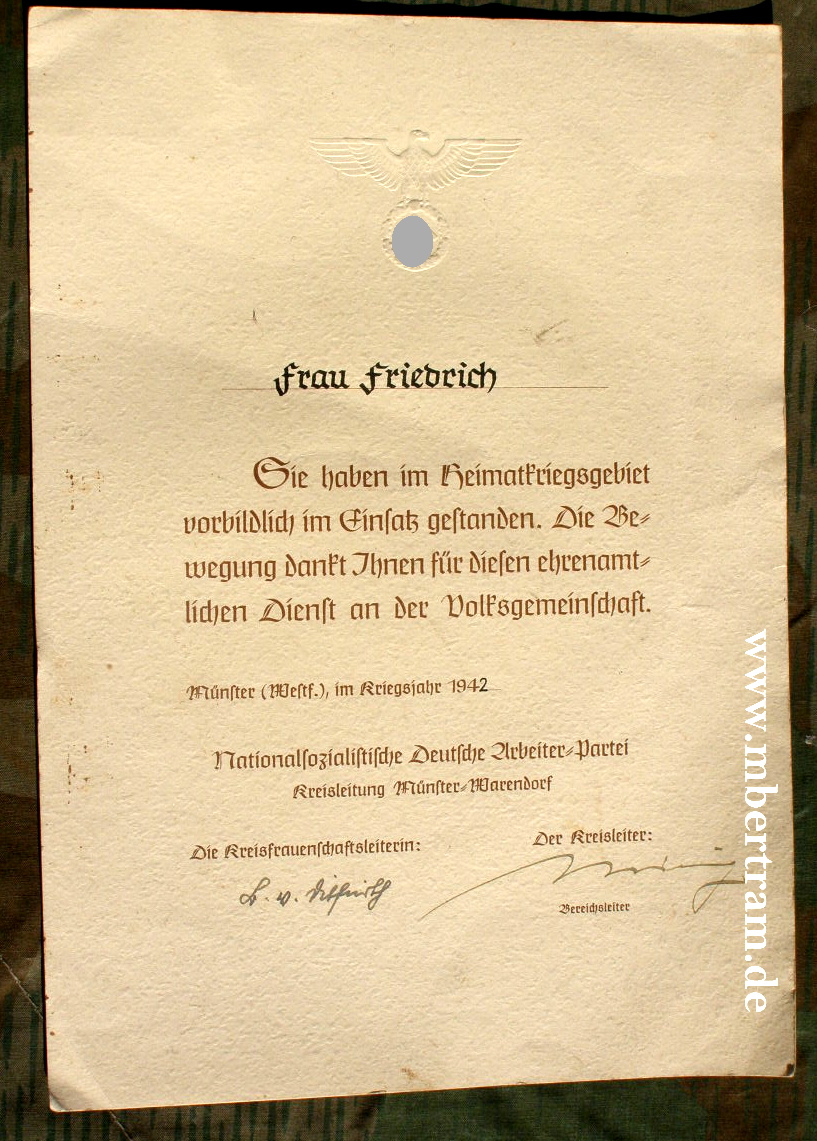 Frau Friedrich
Sie haben im Heimatkriegsgebiet
vorbildlich im Einsatz gestanden. Die Be-
wegung dankt Ihnen für diesen ehrenamt-
lichen Dienst an der Volksgemeinschaft.
Münster (Westf.), im Kriegsjahr 1942
Nationalsozialistische Deutsche Arbeiter-Partei
Kreisleitung Münster-Warendorf
Die Kreisfrauenschaftsleiterin:
Der Kreisleiter:
Bereichsleiter
www.mbertram.de